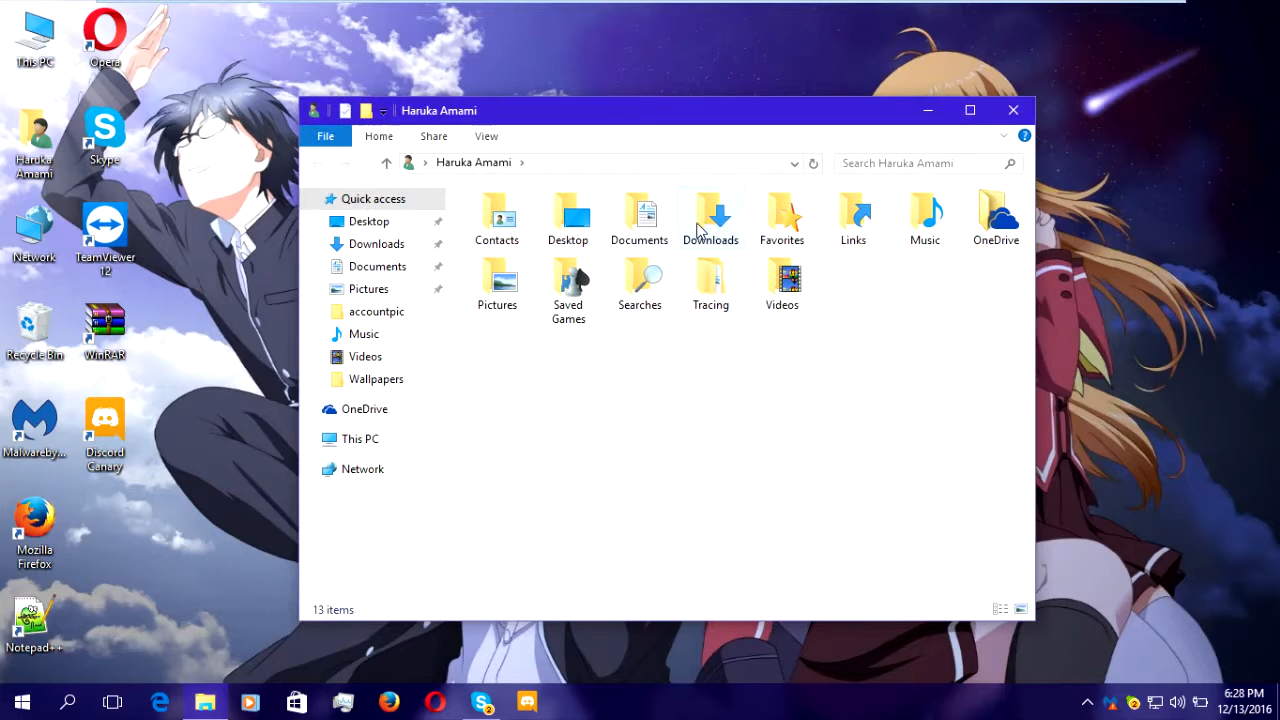 This PC
Opera
Haruka
Amami
Skype
Network
TeamViewer
12
Recycle Bin
WinRAR
Malwareby...
Discord
Canary
Mozilla
Firefox
Notepad++
Haruka Amami
File
Home
Share
View
Haruka Amami
Search Haruka Amami
Quick access
Desktop
Downloads
Documents
Pictures
accountpic
Music
Videos
Wallpapers
OneDrive
This PC
Network
Contacts
Desktop
Documents
Downloads
Favorites
Links
Music
OneDrive
Pictures
Saved
Games
Searches
Tracing
Videos
13 items
2
2
6:28 PM
12/13/2016